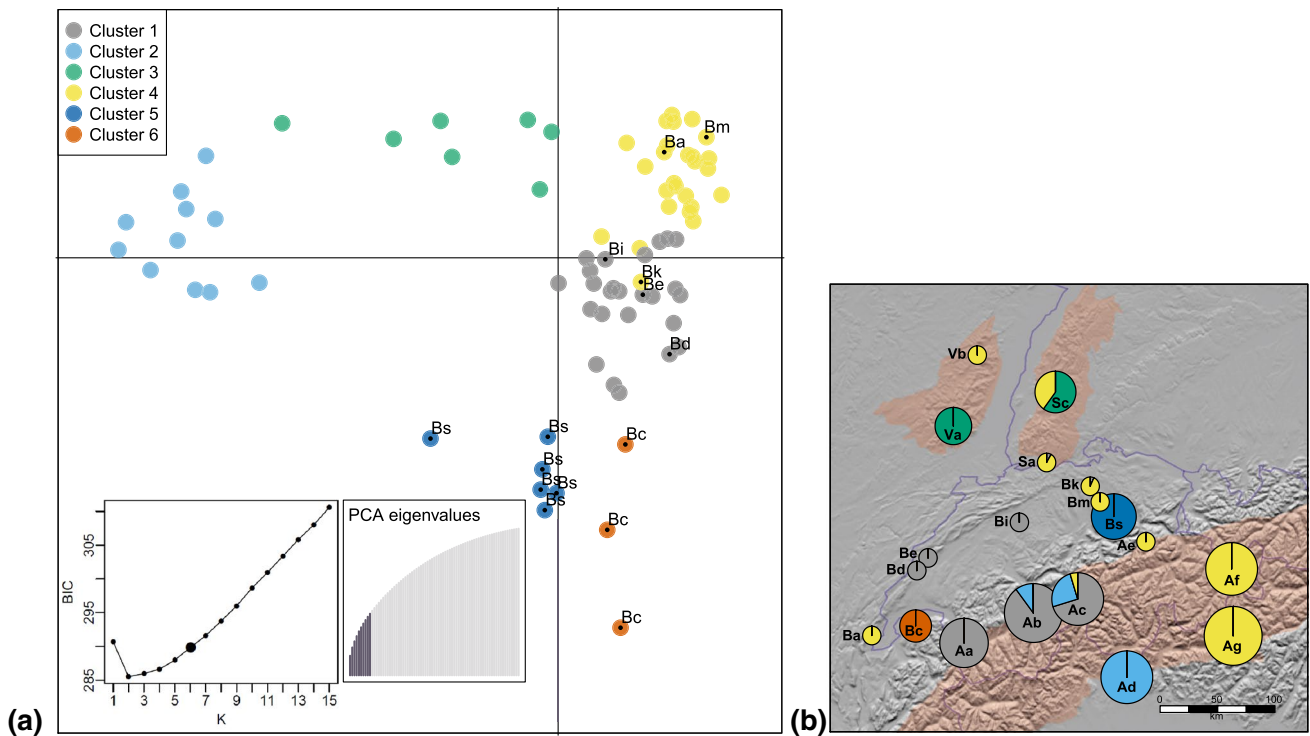 Cluster 1
Cluster 2
Cluster 3
Cluster 4
Cluster 5
Cluster 6
Bm
Ba
Bi
Bk
Be
Bd
Bs
Bs
Bc
Bs
Bs
Bs
Bs
Bc
Bc
PCA eigenvalues
305
295
285
BIC
1 3 5 7 9 11 13 15
K
(a)
Vb
Sc
Va
Sa
Bk
Bm
Bs
Bi
Ae
Be
Bd
Af
Ac
Ab
Bc
Ba
Aa
Ag
Ad
0 50 100
km
(b)